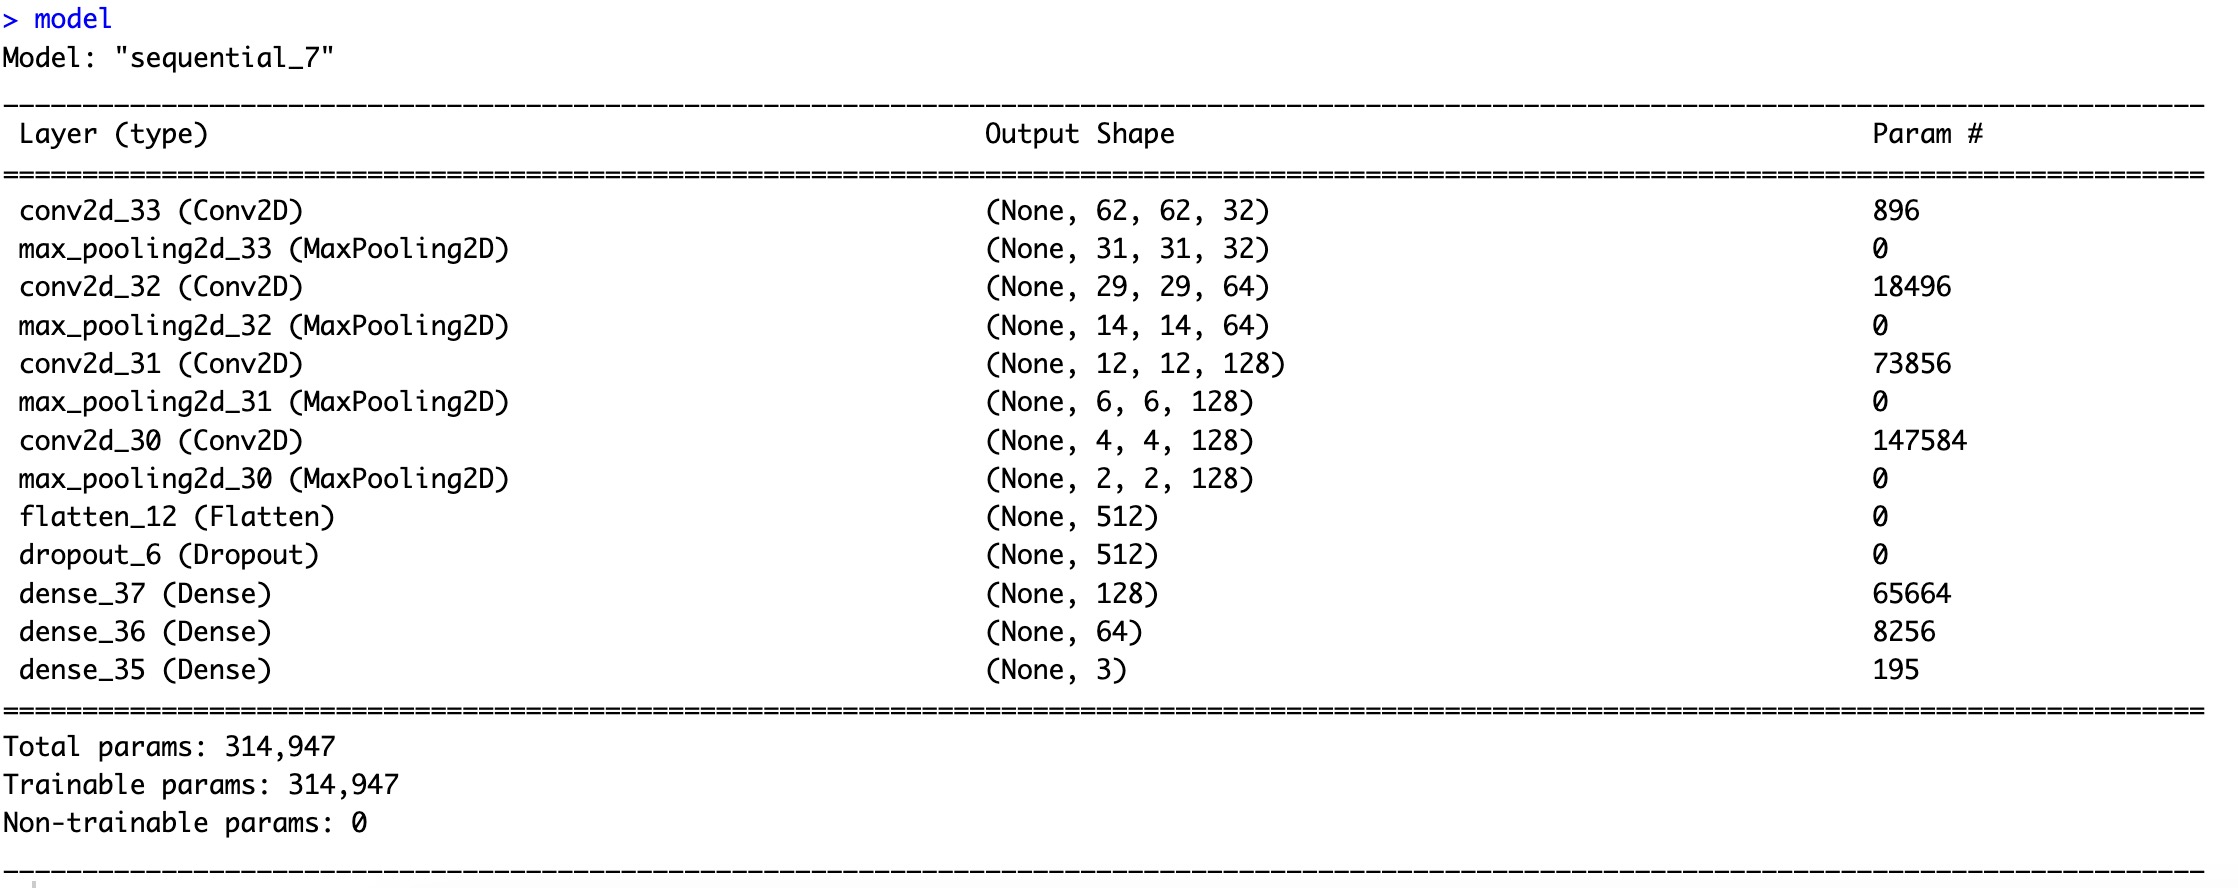 > model
Model: "sequential_7"
________________________________________________________________________________
Layer (type) Output Shape Param #
================================================================================
conv2d_33 (Conv2D) (None, 62, 62, 32) 896
max_pooling2d_33 (MaxPooling2D) (None, 31, 31, 32) 0
conv2d_32 (Conv2D) (None, 29, 29, 64) 18496
max_pooling2d_32 (MaxPooling2D) (None, 14, 14, 64) 0
conv2d_31 (Conv2D) (None, 12, 12, 128) 73856
max_pooling2d_31 (MaxPooling2D) (None, 6, 6, 128) 0
conv2d_30 (Conv2D) (None, 4, 4, 128) 147584
max_pooling2d_30 (MaxPooling2D) (None, 2, 2, 128) 0
flatten_12 (Flatten) (None, 512) 0
dropout_6 (Dropout) (None, 512) 0
dense_37 (Dense) (None, 128) 65664
dense_36 (Dense) (None, 64) 8256
dense_35 (Dense) (None, 3) 195
================================================================================
Total params: 314,947
Trainable params: 314,947
Non-trainable params: 0
________________________________________________________________________________